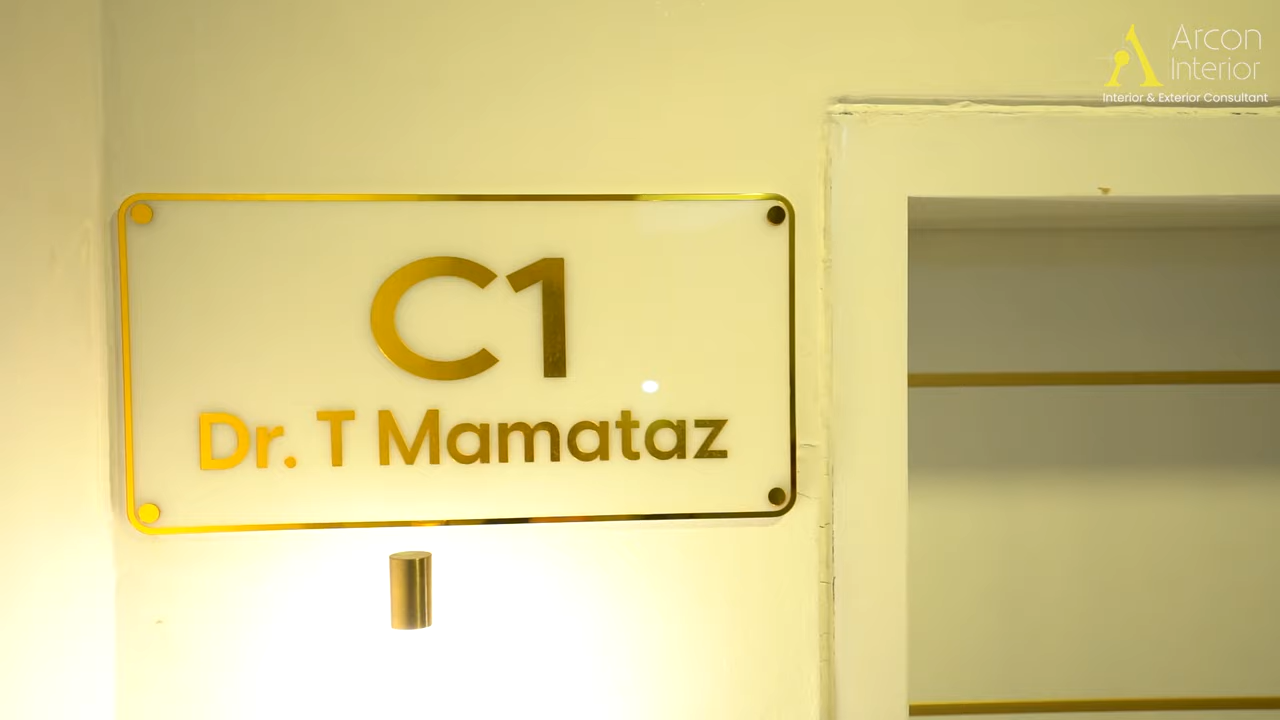 Arcon
Interior
Interior & Exterior Consultant
C1
Dr. T Mamataz